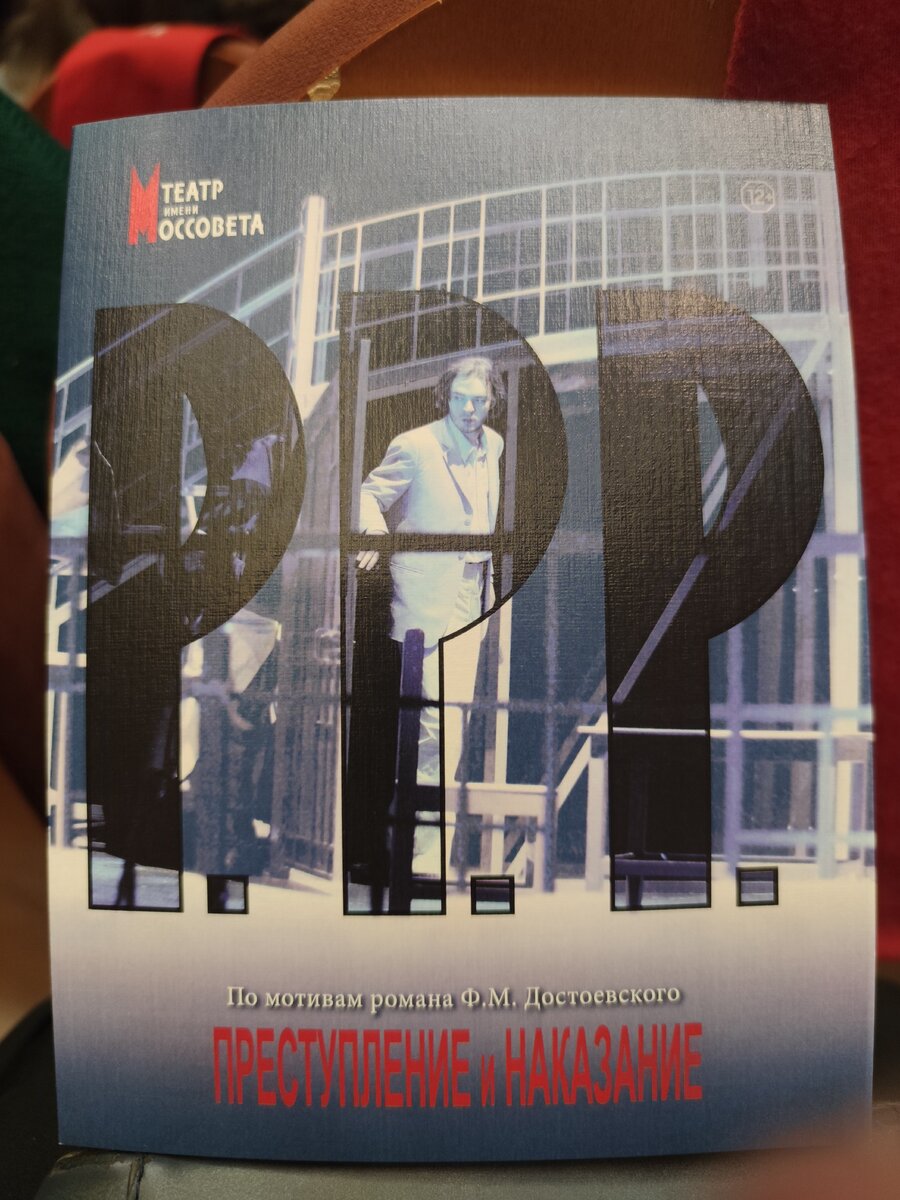 ТЕАТР
ИМЕНИ
МОССОВЕТА
12+
Р.Р.Р.
По мотивам романа Ф.М. Достоевского
ПРЕСТУПЛЕНИЕ и НАКАЗАНИЕ